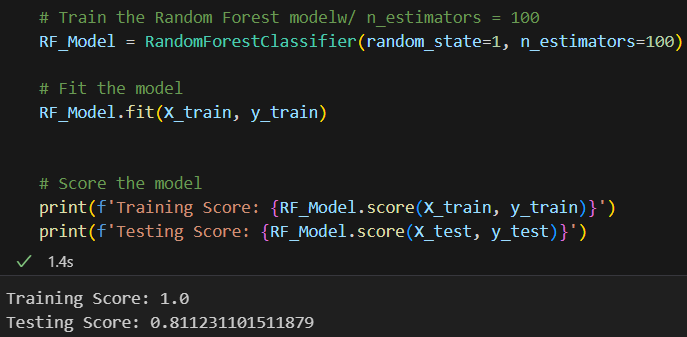 # Train the Random Forest modelw/ n_estimators = 100
RF_Model = RandomForestClassifier(random_state=1, n_estimators=100)
# Fit the model
RF_Model.fit(X_train, y_train)
# Score the model
print(f'Training Score: {RF_Model.score(X_train, y_train)}')
print(f'Testing Score: {RF_Model.score(X_test, y_test)}')
1.4s
Training Score: 1.0
Testing Score: 0.811231101511879